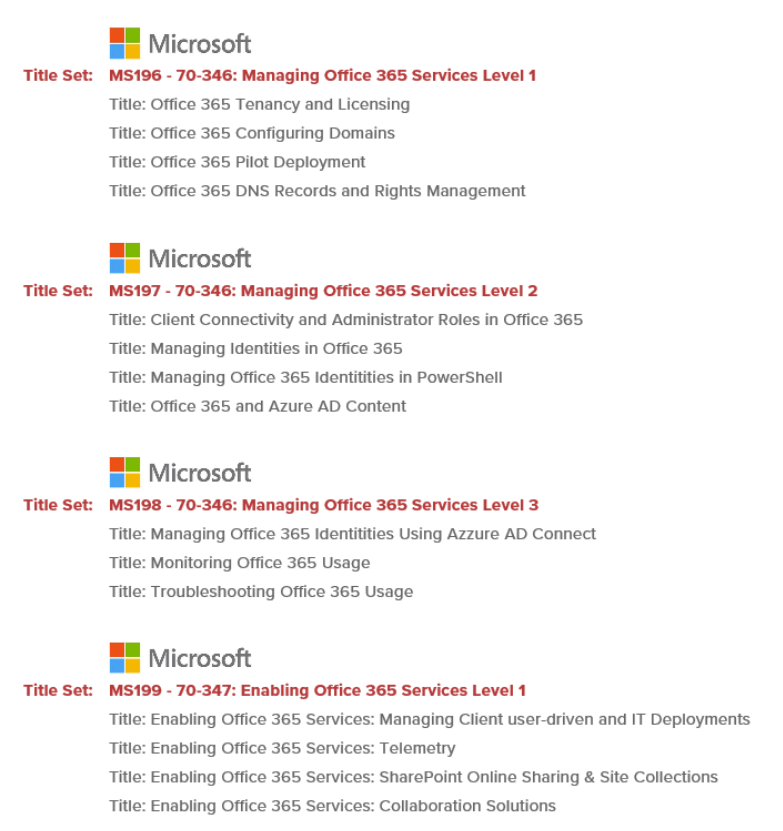 Microsoft
Title Set: MS196 - 70-346: Managing Office 365 Services Level 1
Title: Office 365 Tenancy and Licensing
Title: Office 365 Configuring Domains
Title: Office 365 Pilot Deployment
Title: Office 365 DNS Records and Rights Management
Microsoft
Title Set: MS197 - 70-346: Managing Office 365 Services Level 2
Title: Client Connectivity and Administrator Roles in Office 365
Title: Managing Identities in Office 365
Title: Managing Office 365 Identitities in PowerShell
Title: Office 365 and Azure AD Content
Microsoft
Title Set: MS198 - 70-346: Managing Office 365 Services Level 3
Title: Managing Office 365 Identitities Using Azzure AD Connect
Title: Monitoring Office 365 Usage
Title: Troubleshooting Office 365 Usage
Microsoft
Title Set: MS199 - 70-347: Enabling Office 365 Services Level 1
Title: Enabling Office 365 Services: Managing Client user-driven and IT Deployments
Title: Enabling Office 365 Services: Telemetry
Title: Enabling Office 365 Services: SharePoint Online Sharing & Site Collections
Title: Enabling Office 365 Services: Collaboration Solutions